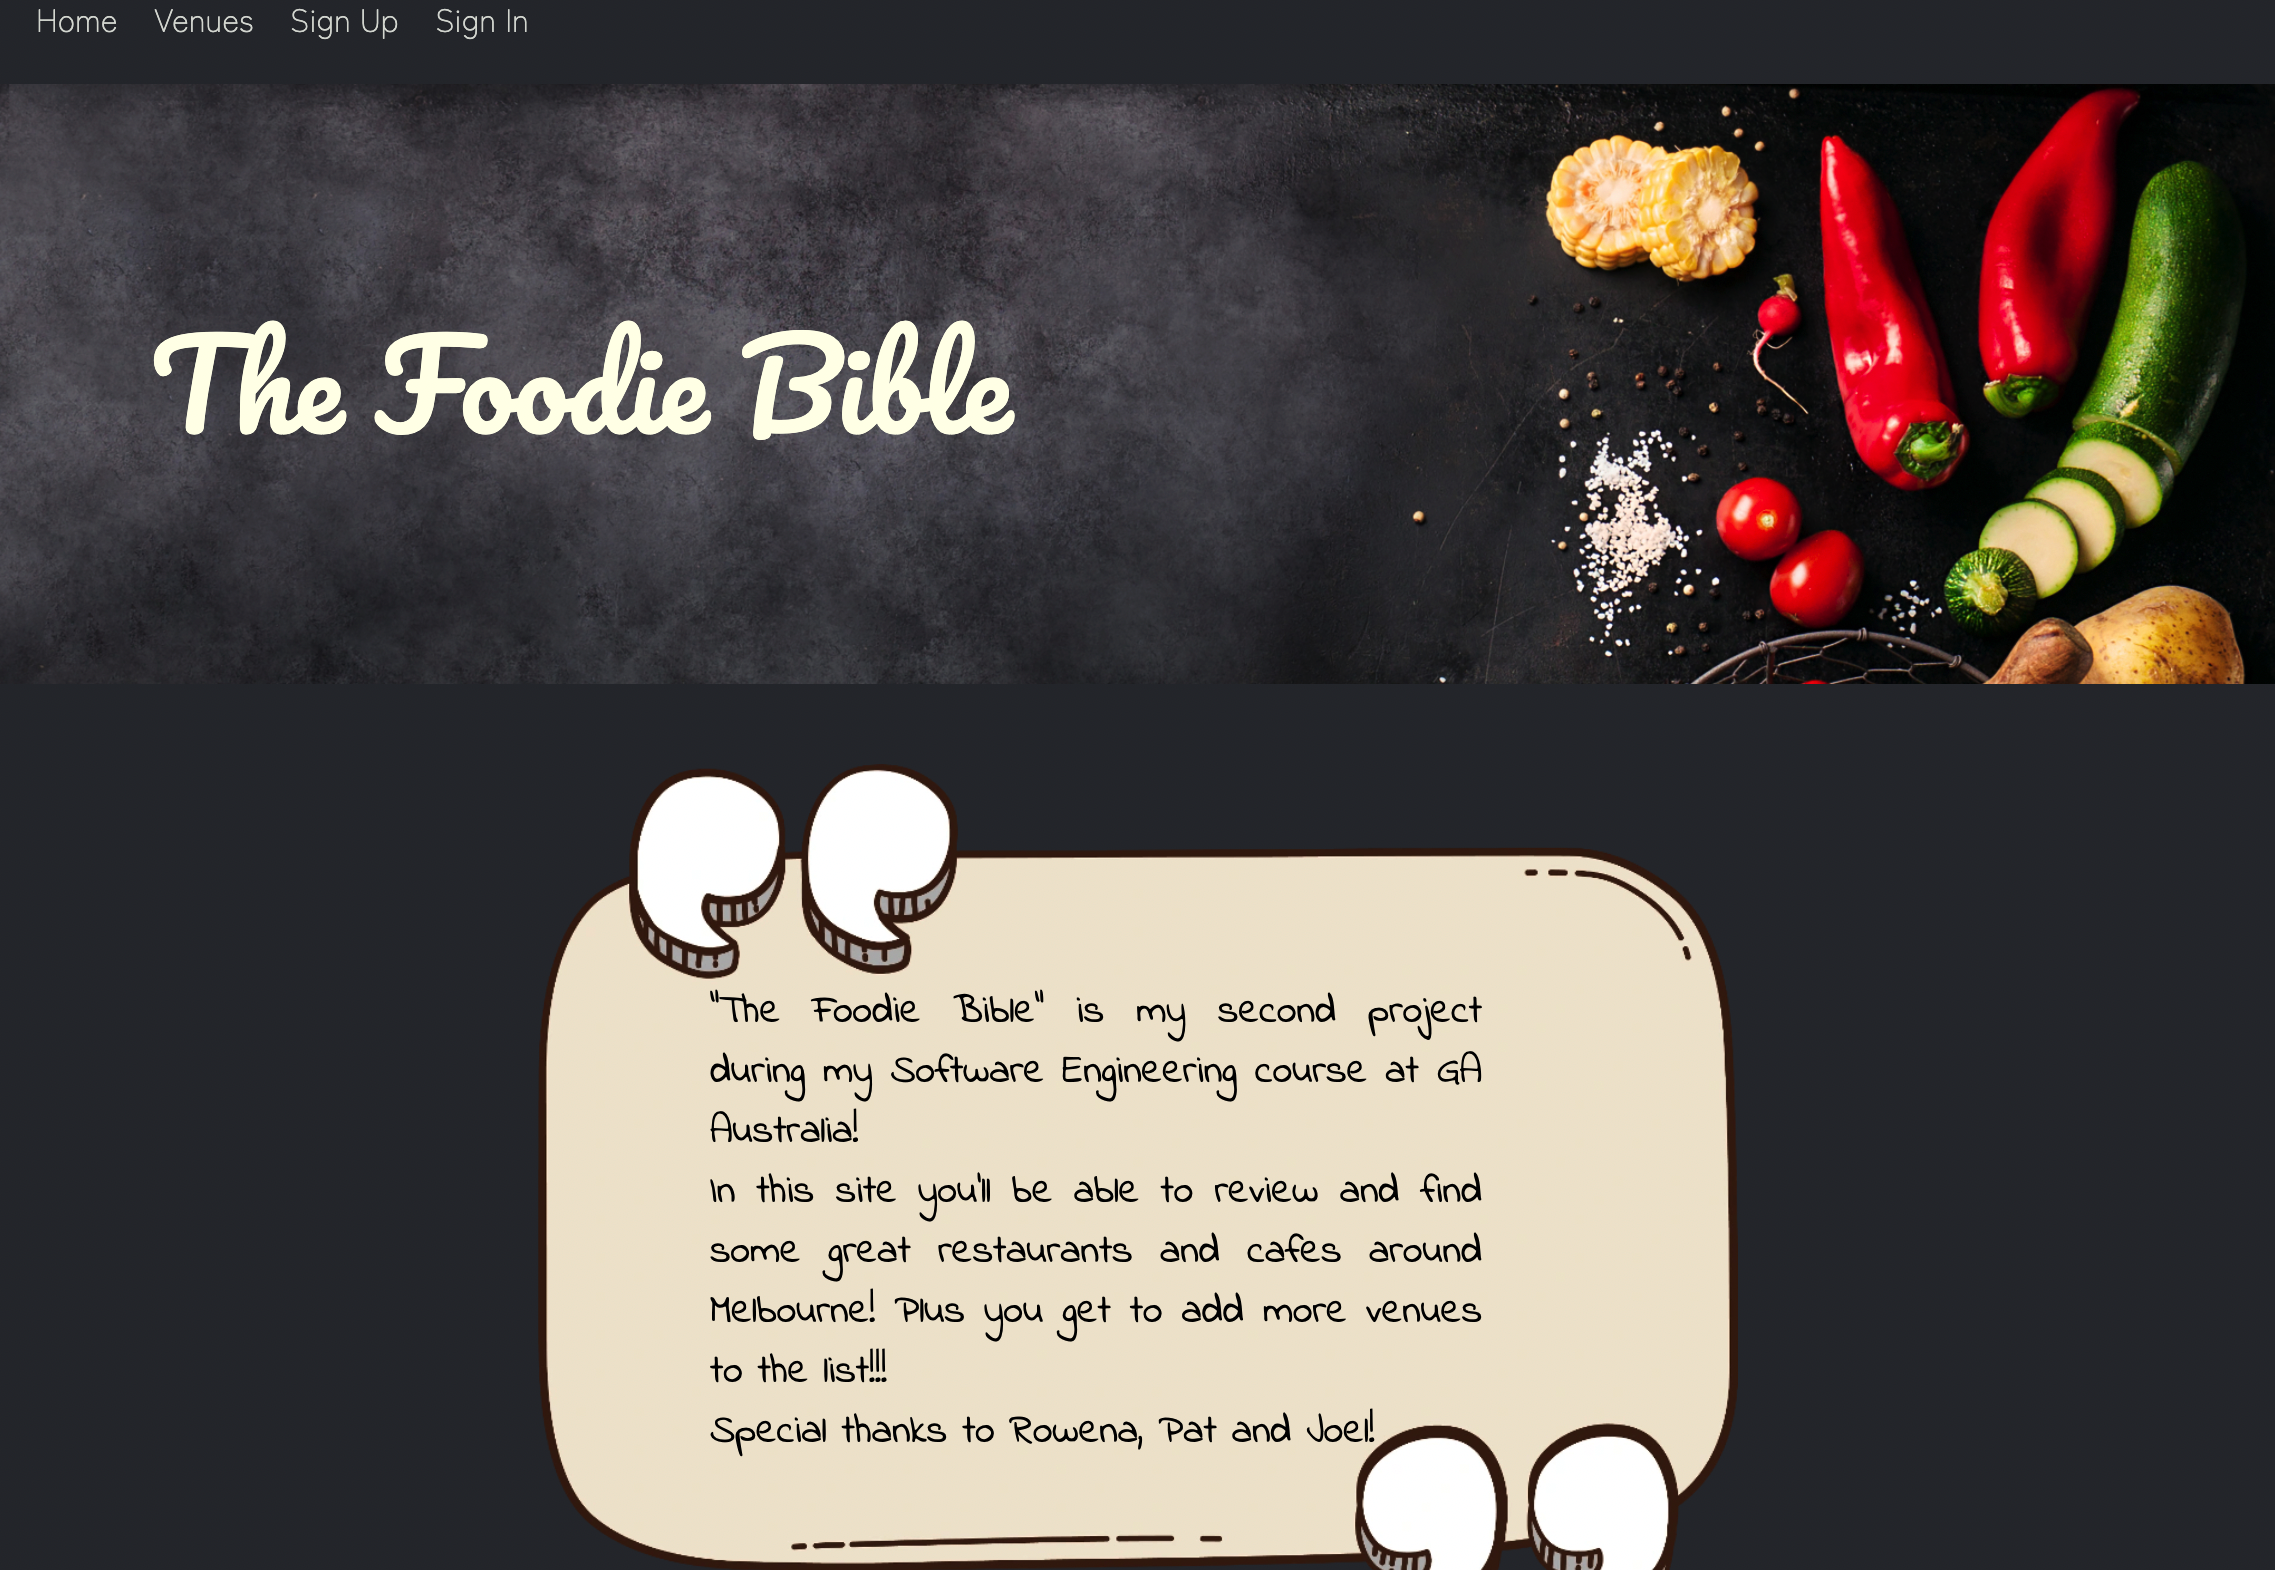 Home Venues Sign Up Sign In
The Foodie Bible
"The Foodie Bible" is my second project
during my Software Engineering course at GA
Australia!
In this site you'll be able to review and find
some great restaurants and cafes around
Melbourne! Plus you get to add more venues
to the list!!!
Special thanks to Rowena, Pat and Joel!